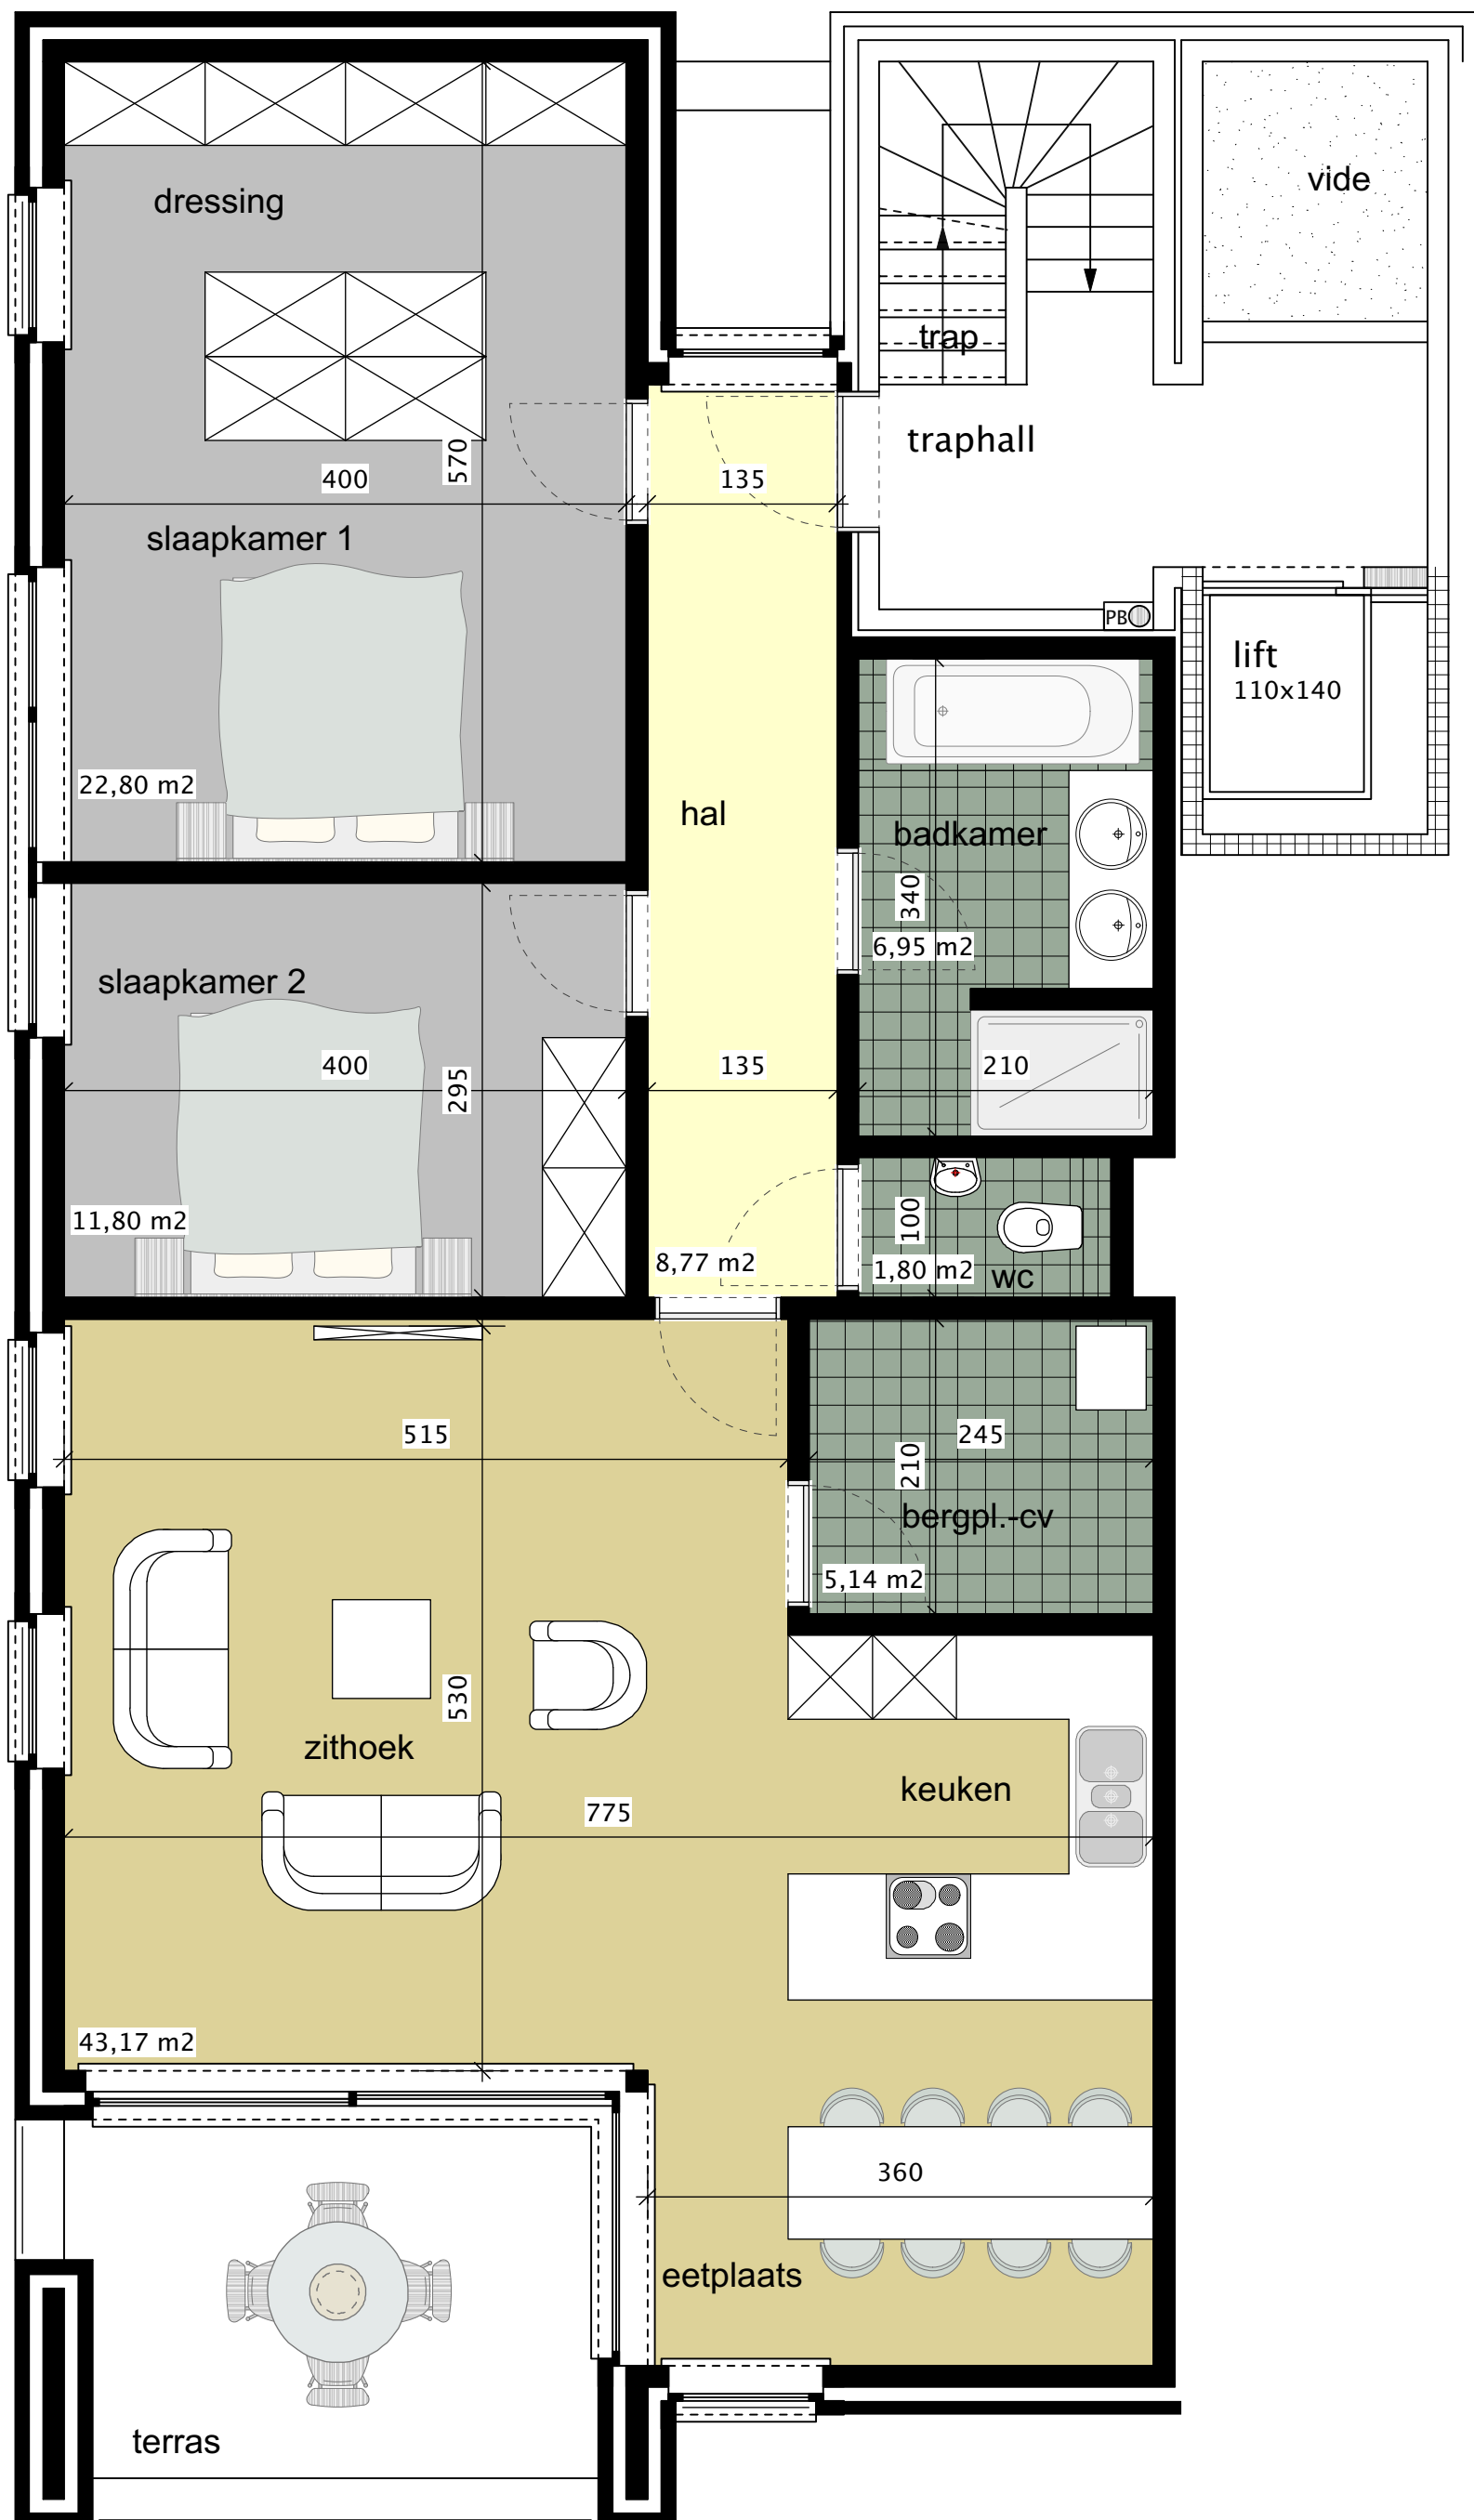 dressing
vide
trap
traphall
570
400
135
slaapkamer 1
PB
lift
110x140
22,80 m2
hal
badkamer
340
6,95 m2
slaapkamer 2
400
295
135
210
11,80 m2
8,77 m2
100
1,80 m2
wc
515
245
210
bergpl.-cv
5,14 m2
530
zithoek
keuken
775
43,17 m2
360
eetplaats
terras